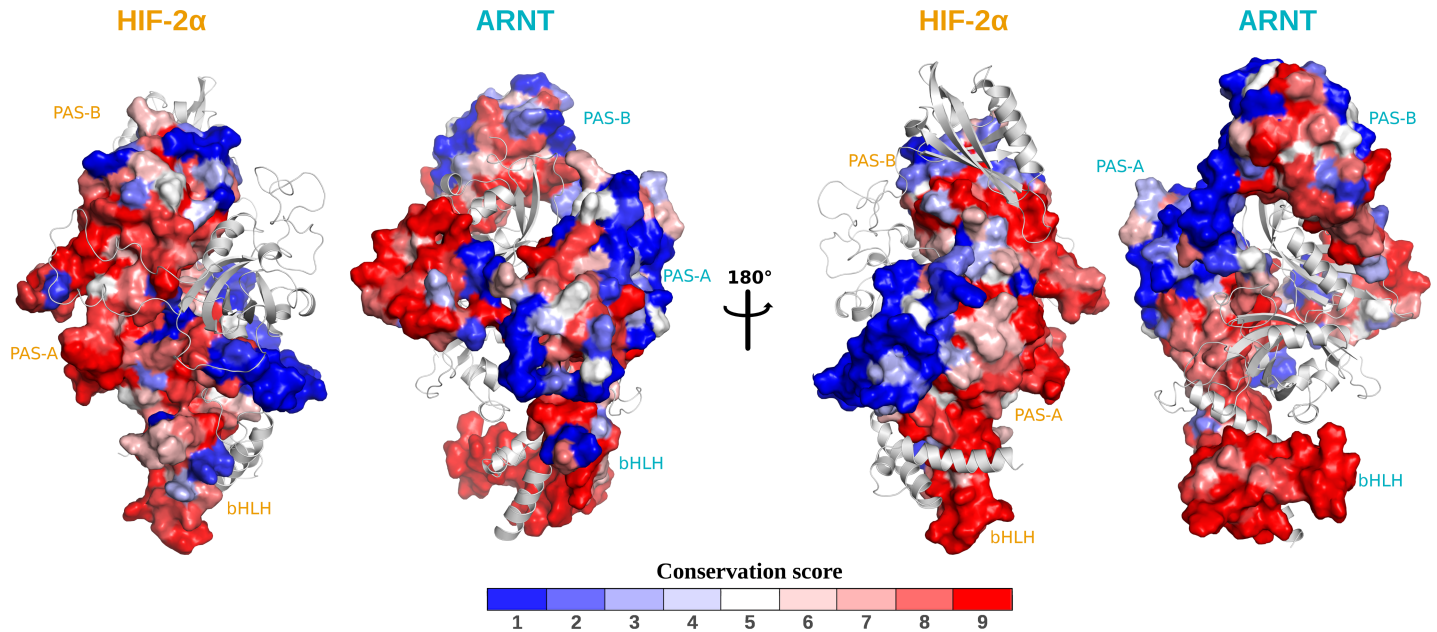 HIF-2α
ARNT
HIF-2α
ARNT
PAS-B
PAS-B
PAS-B
PAS-B
PAS-A
PAS-A
180°
PAS-A
PAS-A
bHLH
bHLH
bHLH
bHLH
Conservation score
1 2 3 4 5 6 7 8 9